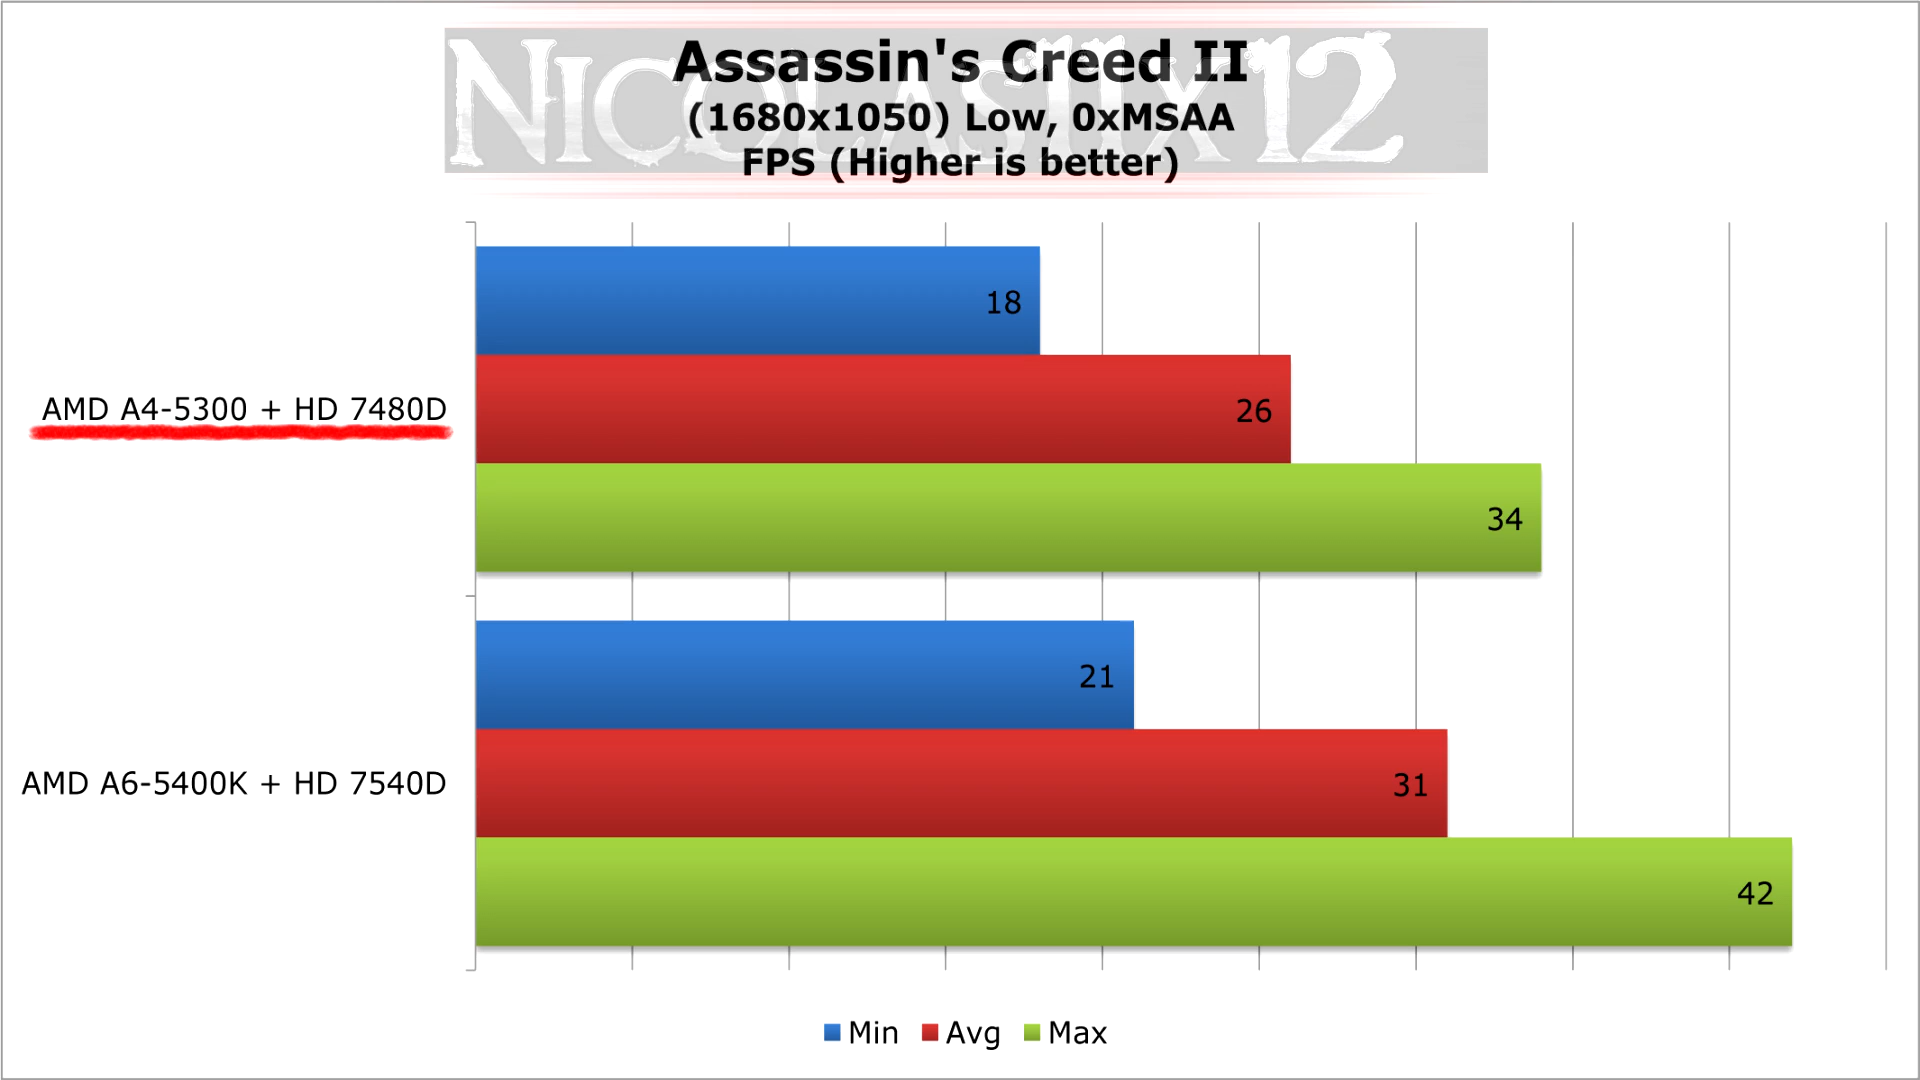 Nicolas11x12
Assassin's Creed II
(1680x1050) Low, 0xMSAA
FPS (Higher is better)
18
AMD A4-5300 + HD 7480D
26
34
21
AMD A6-5400K + HD 7540D
31
42
Min Avg Max